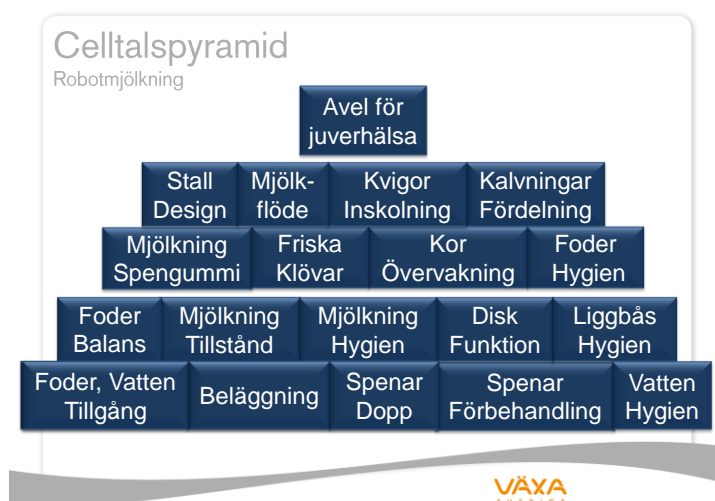 Celltalspyramid
Robotmjölkning
Avel för
juverhälsa
Stall
Design
Mjölk-
flöde
Kvigor
Inskolning
Kalvningar
Fördelning
Mjölkning
Spengummi
Friska
Klövar
Kor
Övervakning
Foder
Hygien
Foder
Balans
Mjölkning
Tillstånd
Mjölkning
Hygien
Disk
Funktion
Liggbås
Hygien
Foder, Vatten
Tillgång
Beläggning
Spenar
Dopp
Spenar
Förbehandling
Vatten
Hygien
VÄXA